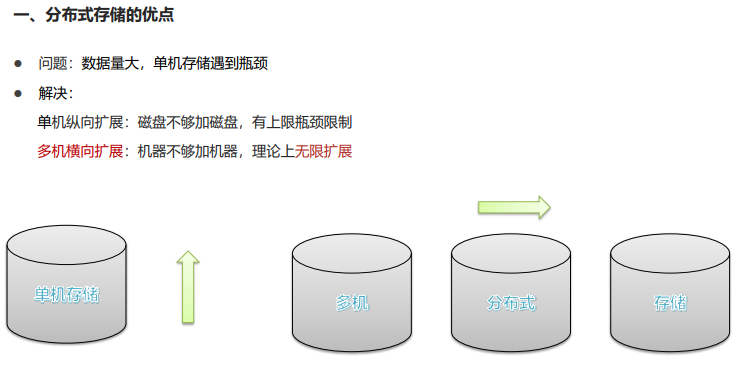 一、分布式存储的优点
● 问题：数据量大，单机存储遇到瓶颈
● 解决：
单机纵向扩展：磁盘不够加磁盘，有上限瓶颈限制
多机横向扩展：机器不够加机器，理论上无限扩展
单机存储
多机
分布式
存储